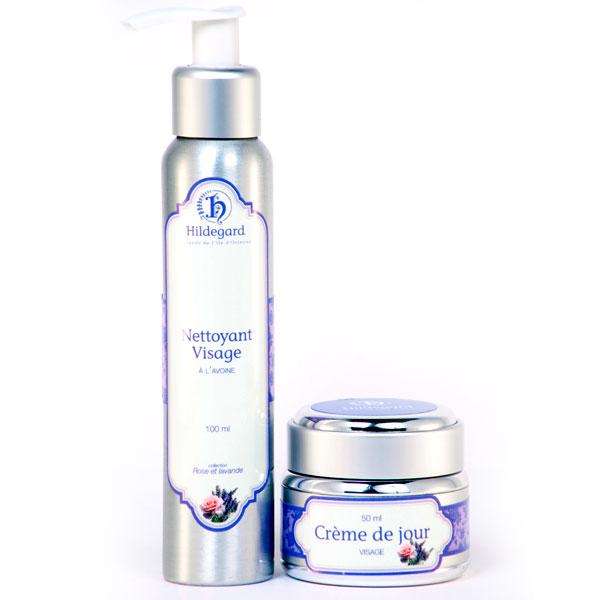 Hildegard
Nettoyant
Visage
À L'AVOINE
100 ml
collection
Rose et lavande
50 ml
Crème de jour
VISAGE